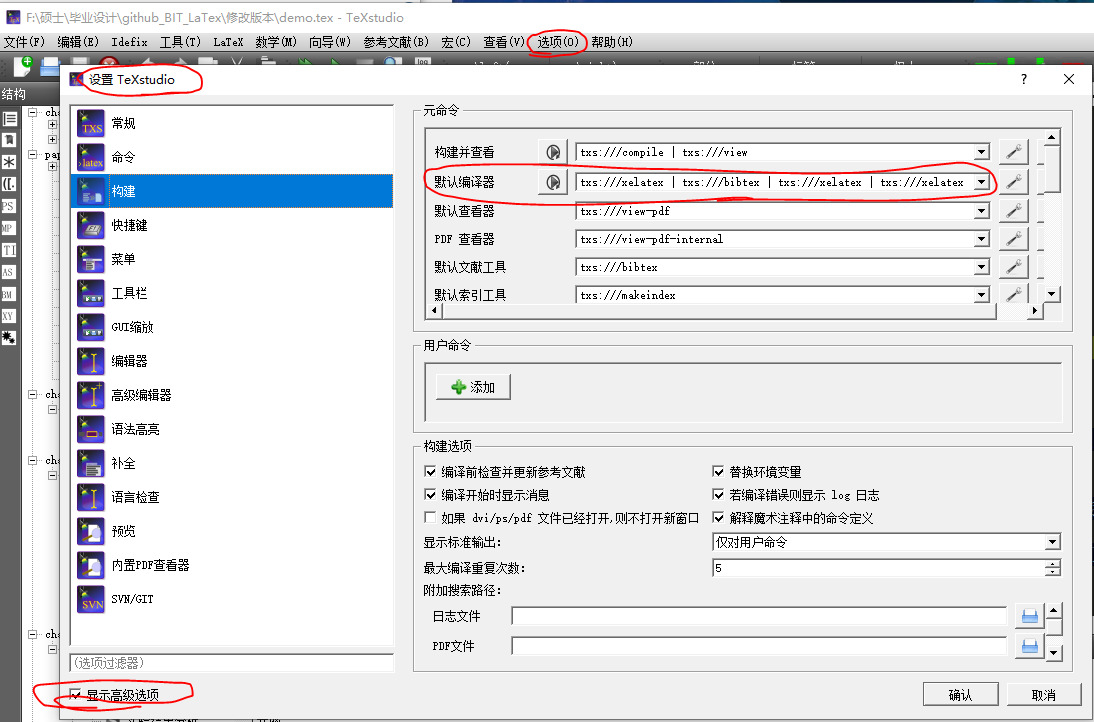 F:\硕士\毕业设计\github_BIT_LaTex\修改版本\demo.tex - TeXstudio
文件(F) 编辑(E) Idefix 工具(T) LaTeX 数学(M) 向导(W) 参考文献(B) 宏(C) 查看(V) 选项(O) 帮助(H)
结构
设置 TeXstudio
常规
命令
构建
快捷键
菜单
工具栏
GUI缩放
编辑器
高级编辑器
语法高亮
补全
语言检查
预览
内置PDF查看器
SVN/GIT
(选项过滤器)
显示高级选项
元命令
构建并查看 txs:///compile | txs:///view
默认编译器 txs:///xelatex | txs:///bibtex | txs:///xelatex | txs:///xelatex
默认查看器 txs:///view-pdf
PDF 查看器 txs:///view-pdf-internal
默认文献工具 txs:///bibtex
默认索引工具 txs:///makeindex
用户命令
添加
构建选项
编译前检查并更新参考文献 替换环境变量
编译开始时显示消息 若编译错误则显示 log 日志
如果 dvi/ps/pdf 文件已经打开,则不打开新窗口 解释魔术注释中的命令定义
显示标准输出: 仅对用户命令
最大编译重复次数: 5
附加搜索路径:
日志文件
PDF文件
确认 取消